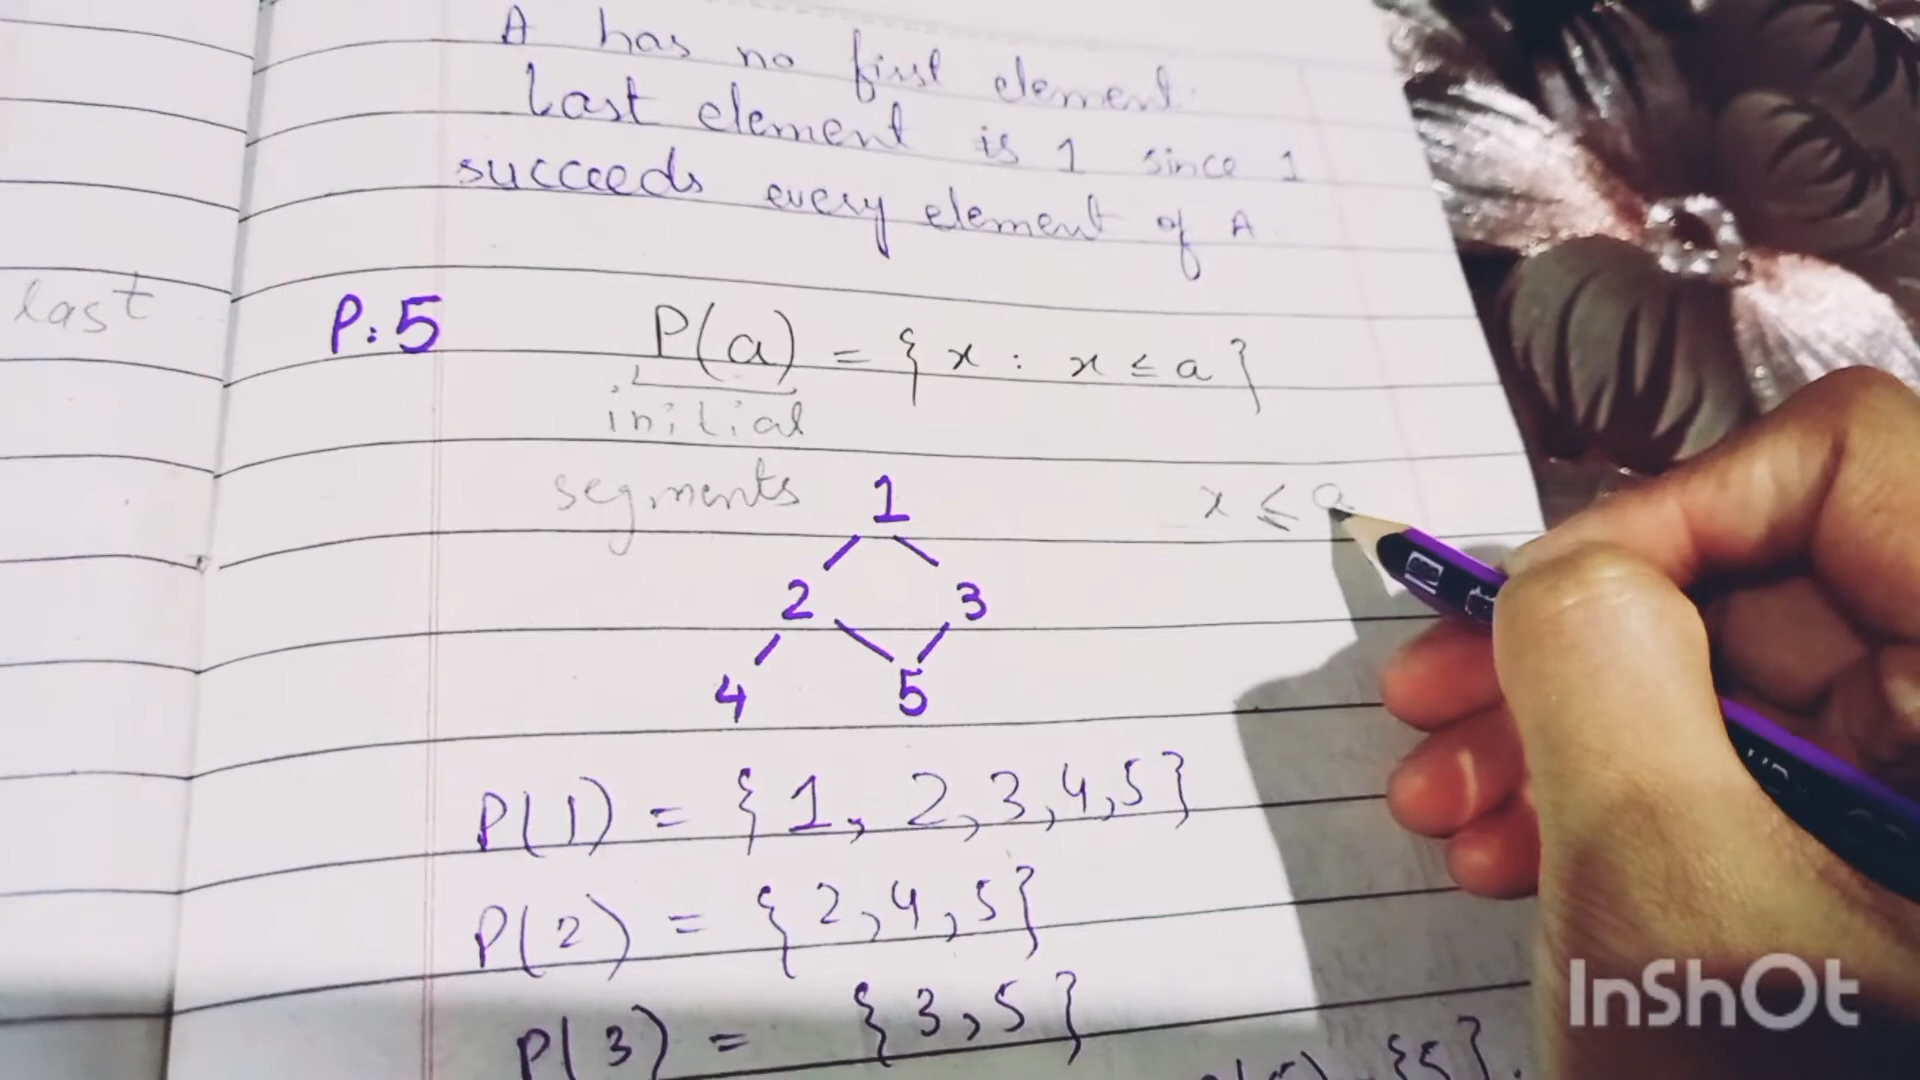 A has no first element.
Last element is 1 since 1
succeeds every element of A.
last
P:5 P(a) = {x : x ≤ a}
initial
segments
x ≤ a
1
2 3
4 5
P(1) = {1, 2,3,4,5}
P(2) = {2,4,5}
P(3) = {3,5}
{5}.
InShOt